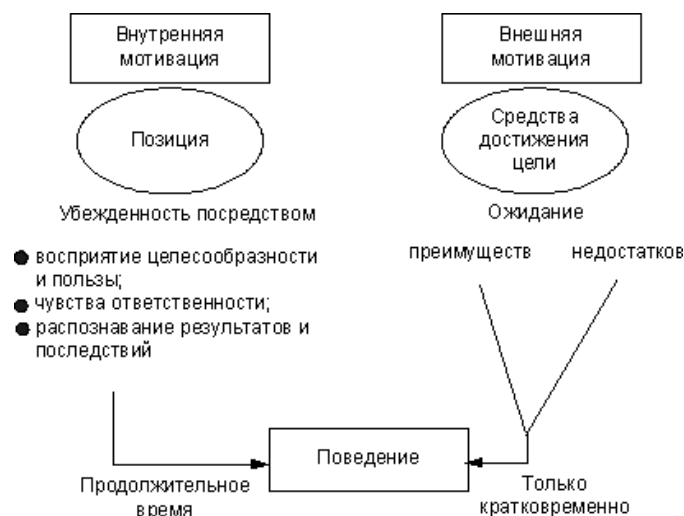 Внутренняя
мотивация
Внешняя
мотивация
Позиция
Средства
достижения
цели
Убежденность посредством
● восприятие целесообразности
и пользы;
● чувства ответственности;
● распознавание результатов и
последствий
Ожидание
преимуществ
недостатков
Поведение
Продолжительное
время
Только
кратковременно